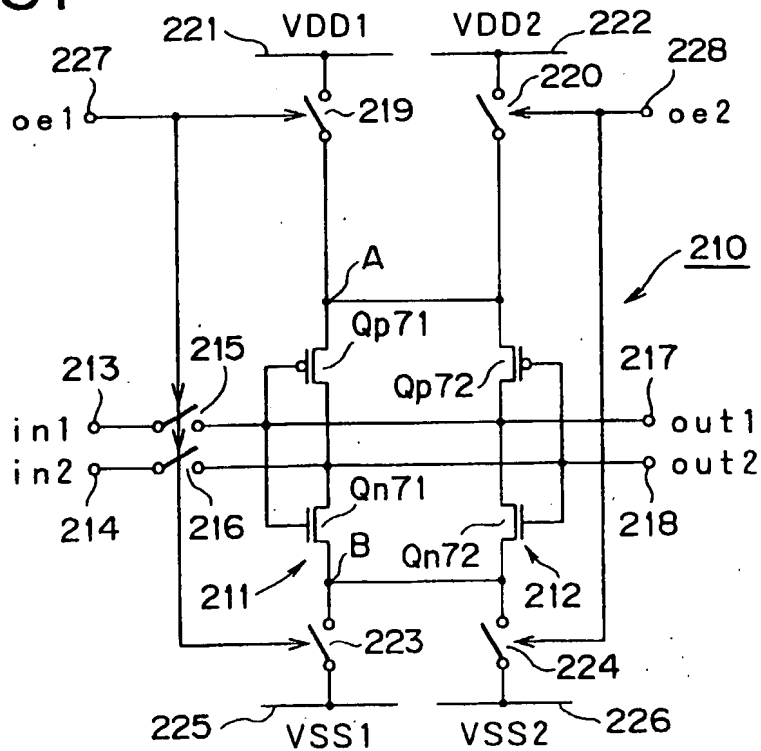 221 VDD1 VDD2 222
227 220 228
oe1 219 oe2
210
A
Qp71
213 215 Qp72 217
in1 out1
in2 out2
214 216 Qn71 218
B Qn72
211 212
223 224
225 VSS1 VSS2 226